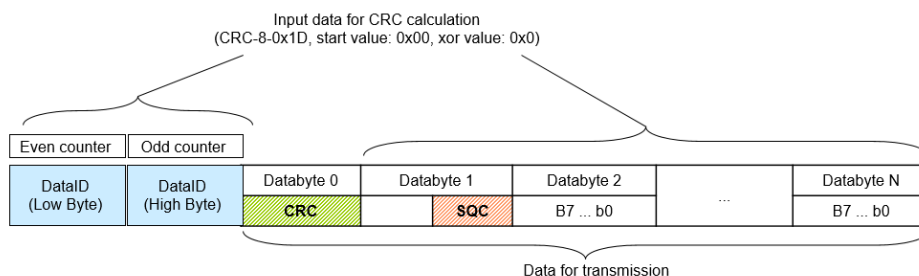 Input data for CRC calculation
(CRC-8-0x1D, start value: 0x00, xor value: 0x0)
Even counter Odd counter
DataID
(Low Byte)
DataID
(High Byte)
Databyte 0 Databyte 1 Databyte 2 ... Databyte N
CRC SQC B7 ... b0 B7 ... b0
Data for transmission